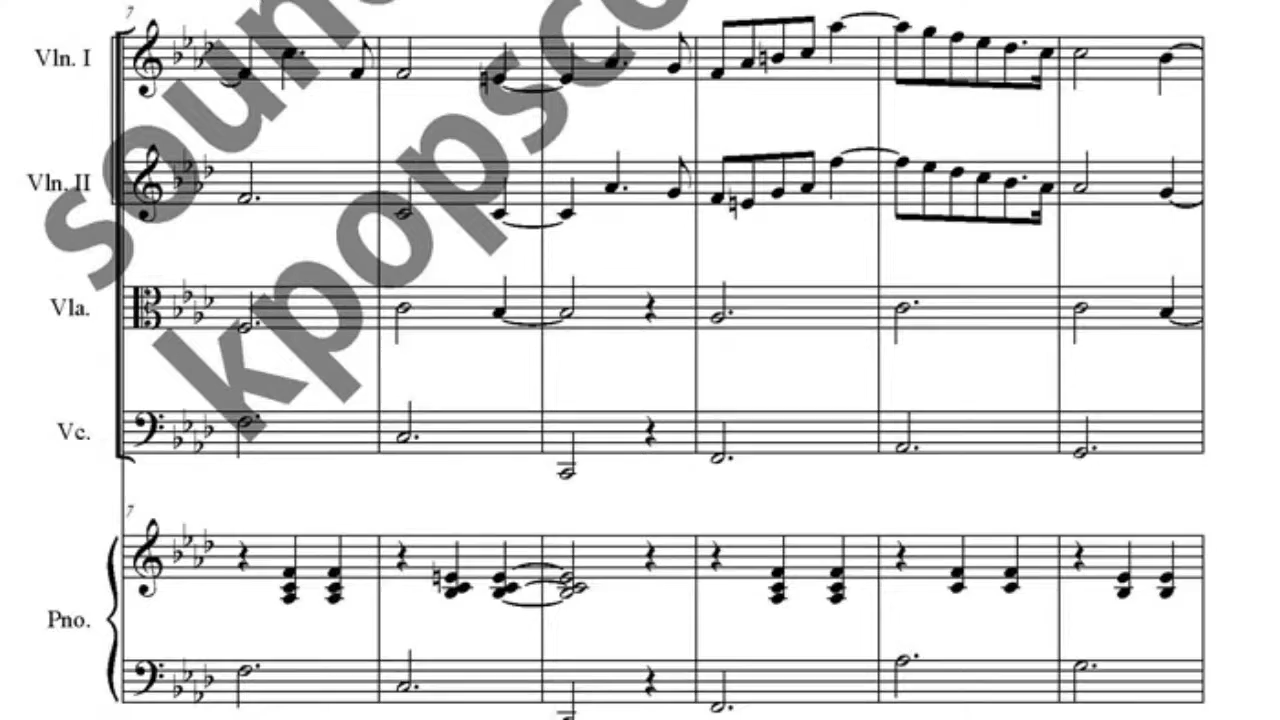 7
Vln. I
Vln. II
Vla.
Vc.
7
Pno.
soun
kpopsco